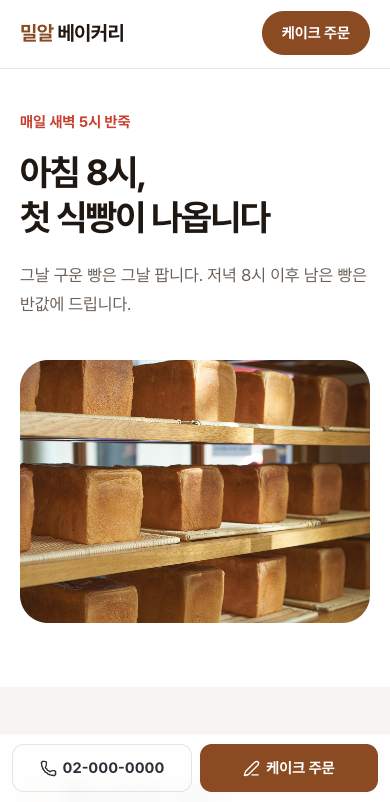 밀알 베이커리
케이크 주문
매일 새벽 5시 반죽
아침 8시,
첫 식빵이 나옵니다
그날 구운 빵은 그날 팝니다. 저녁 8시 이후 남은 빵은
반값에 드립니다.
02-000-0000
케이크 주문